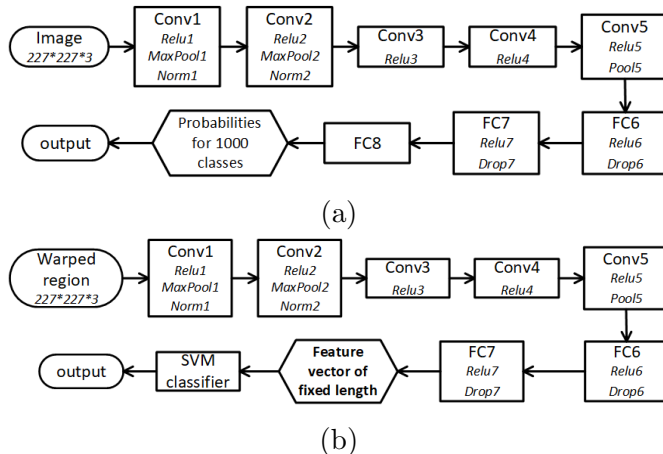 Image
227*227*3
Conv1
Relu1
MaxPool1
Norm1
Conv2
Relu2
MaxPool2
Norm2
Conv3
Relu3
Conv4
Relu4
Conv5
Relu5
Pool5
FC6
Relu6
Drop6
FC7
Relu7
Drop7
FC8
Probabilities
for 1000
classes
output
(a)
Warped
region
227*227*3
Conv1
Relu1
MaxPool1
Norm1
Conv2
Relu2
MaxPool2
Norm2
Conv3
Relu3
Conv4
Relu4
Conv5
Relu5
Pool5
FC6
Relu6
Drop6
FC7
Relu7
Drop7
Feature
vector of
fixed length
SVM
classifier
output
(b)